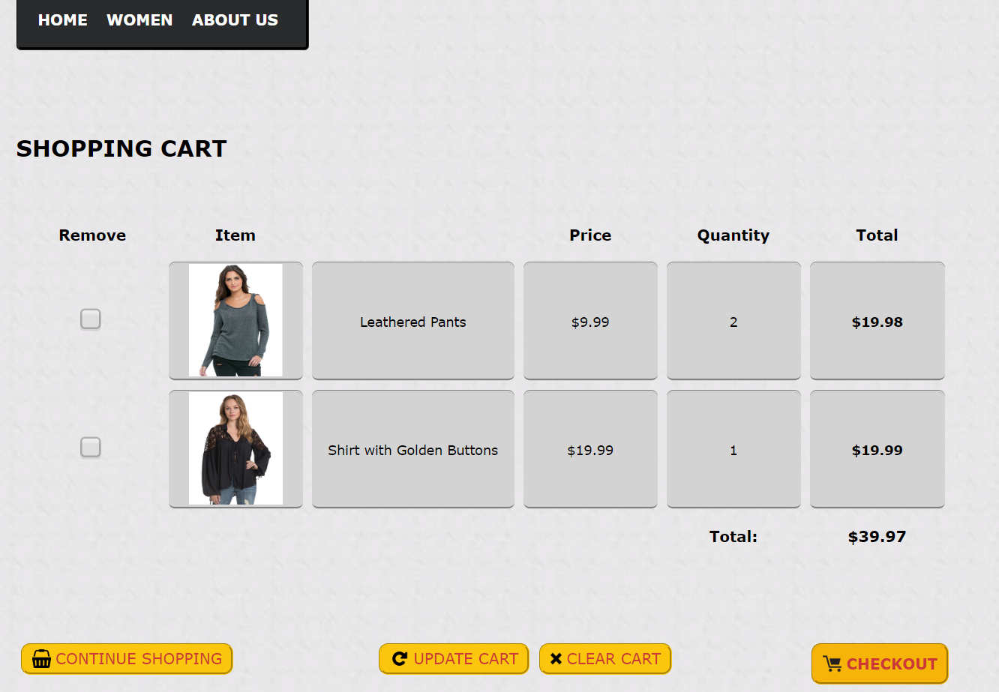 HOME WOMEN ABOUT US
SHOPPING CART
Remove Item Price Quantity Total
Leathered Pants $9.99 2 $19.98
Shirt with Golden Buttons $19.99 1 $19.99
Total: $39.97
CONTINUE SHOPPING UPDATE CART CLEAR CART CHECKOUT